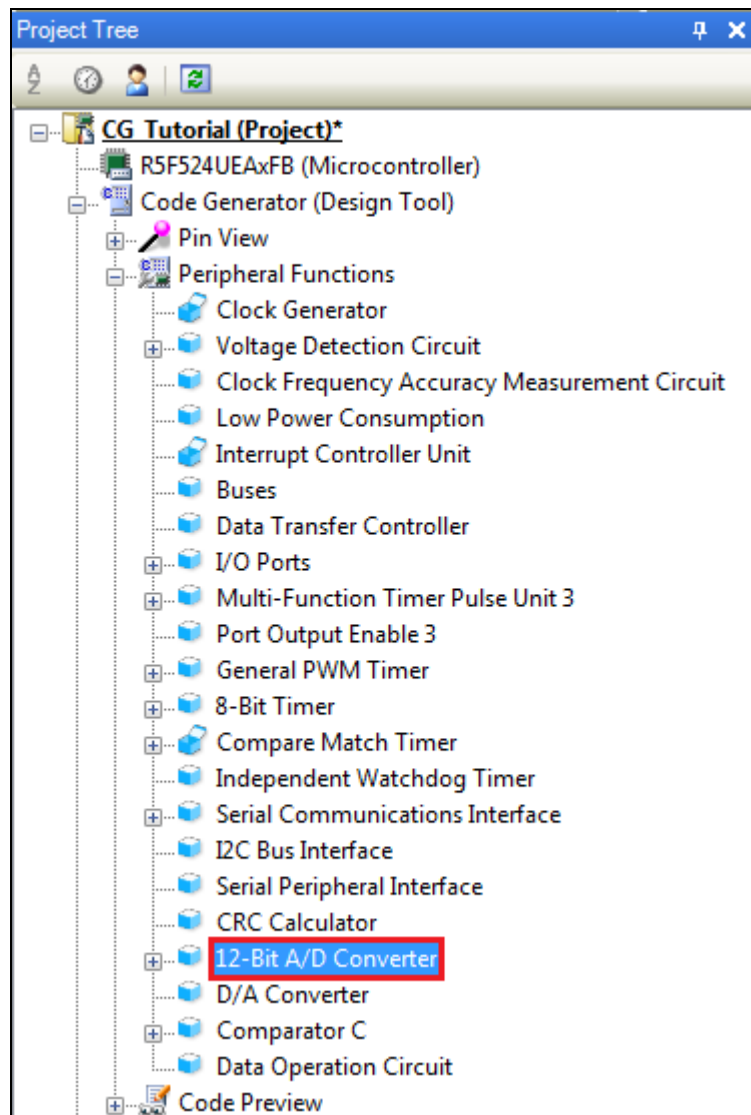 Project Tree
CG_Tutorial (Project)*
R5F524UEAxFB (Microcontroller)
Code Generator (Design Tool)
Pin View
Peripheral Functions
Clock Generator
Voltage Detection Circuit
Clock Frequency Accuracy Measurement Circuit
Low Power Consumption
Interrupt Controller Unit
Buses
Data Transfer Controller
I/O Ports
Multi-Function Timer Pulse Unit 3
Port Output Enable 3
General PWM Timer
8-Bit Timer
Compare Match Timer
Independent Watchdog Timer
Serial Communications Interface
I2C Bus Interface
Serial Peripheral Interface
CRC Calculator
12-Bit A/D Converter
D/A Converter
Comparator C
Data Operation Circuit
Code Preview